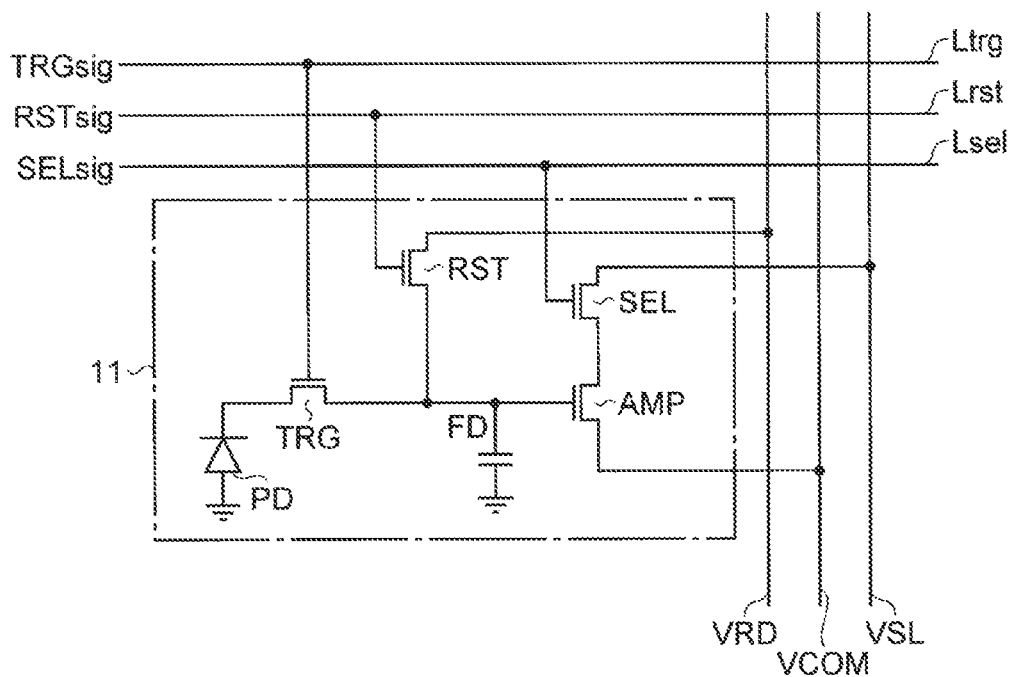 TRGsig
Ltrg
RSTsig
Lrst
SELsig
Lsel
RST
SEL
11
AMP
TRG
FD
PD
VRD
VCOM
VSL